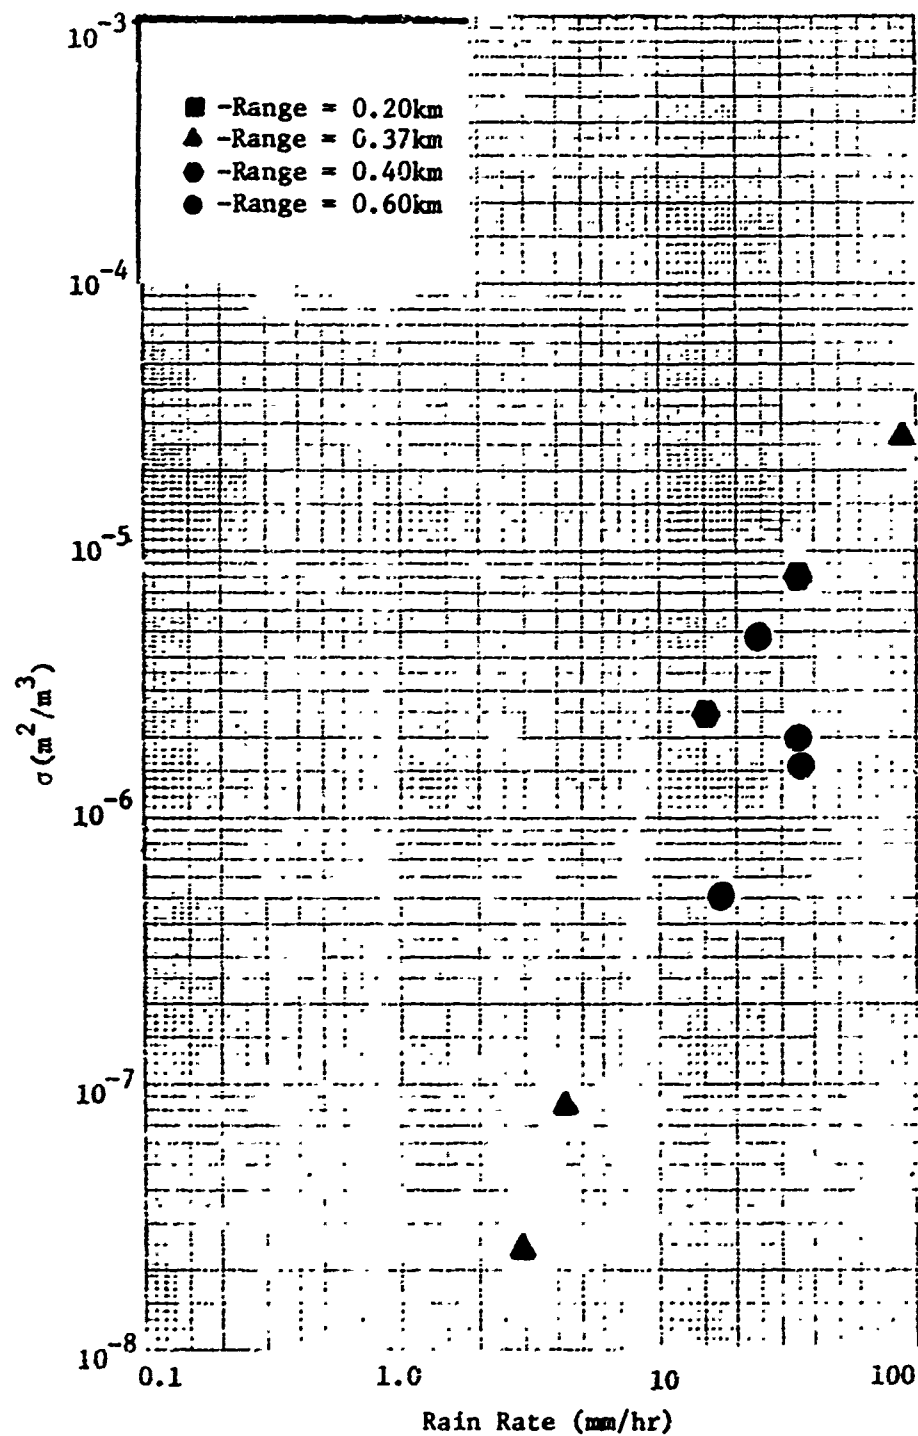 10⁻³
■ -Range = 0.20km
▲ -Range = 0.37km
⬣ -Range = 0.40km
● -Range = 0.60km
10⁻⁴
10⁻⁵
σ(m²/m³)
10⁻⁶
10⁻⁷
10⁻⁸
0.1 1.0 10 100
Rain Rate (mm/hr)